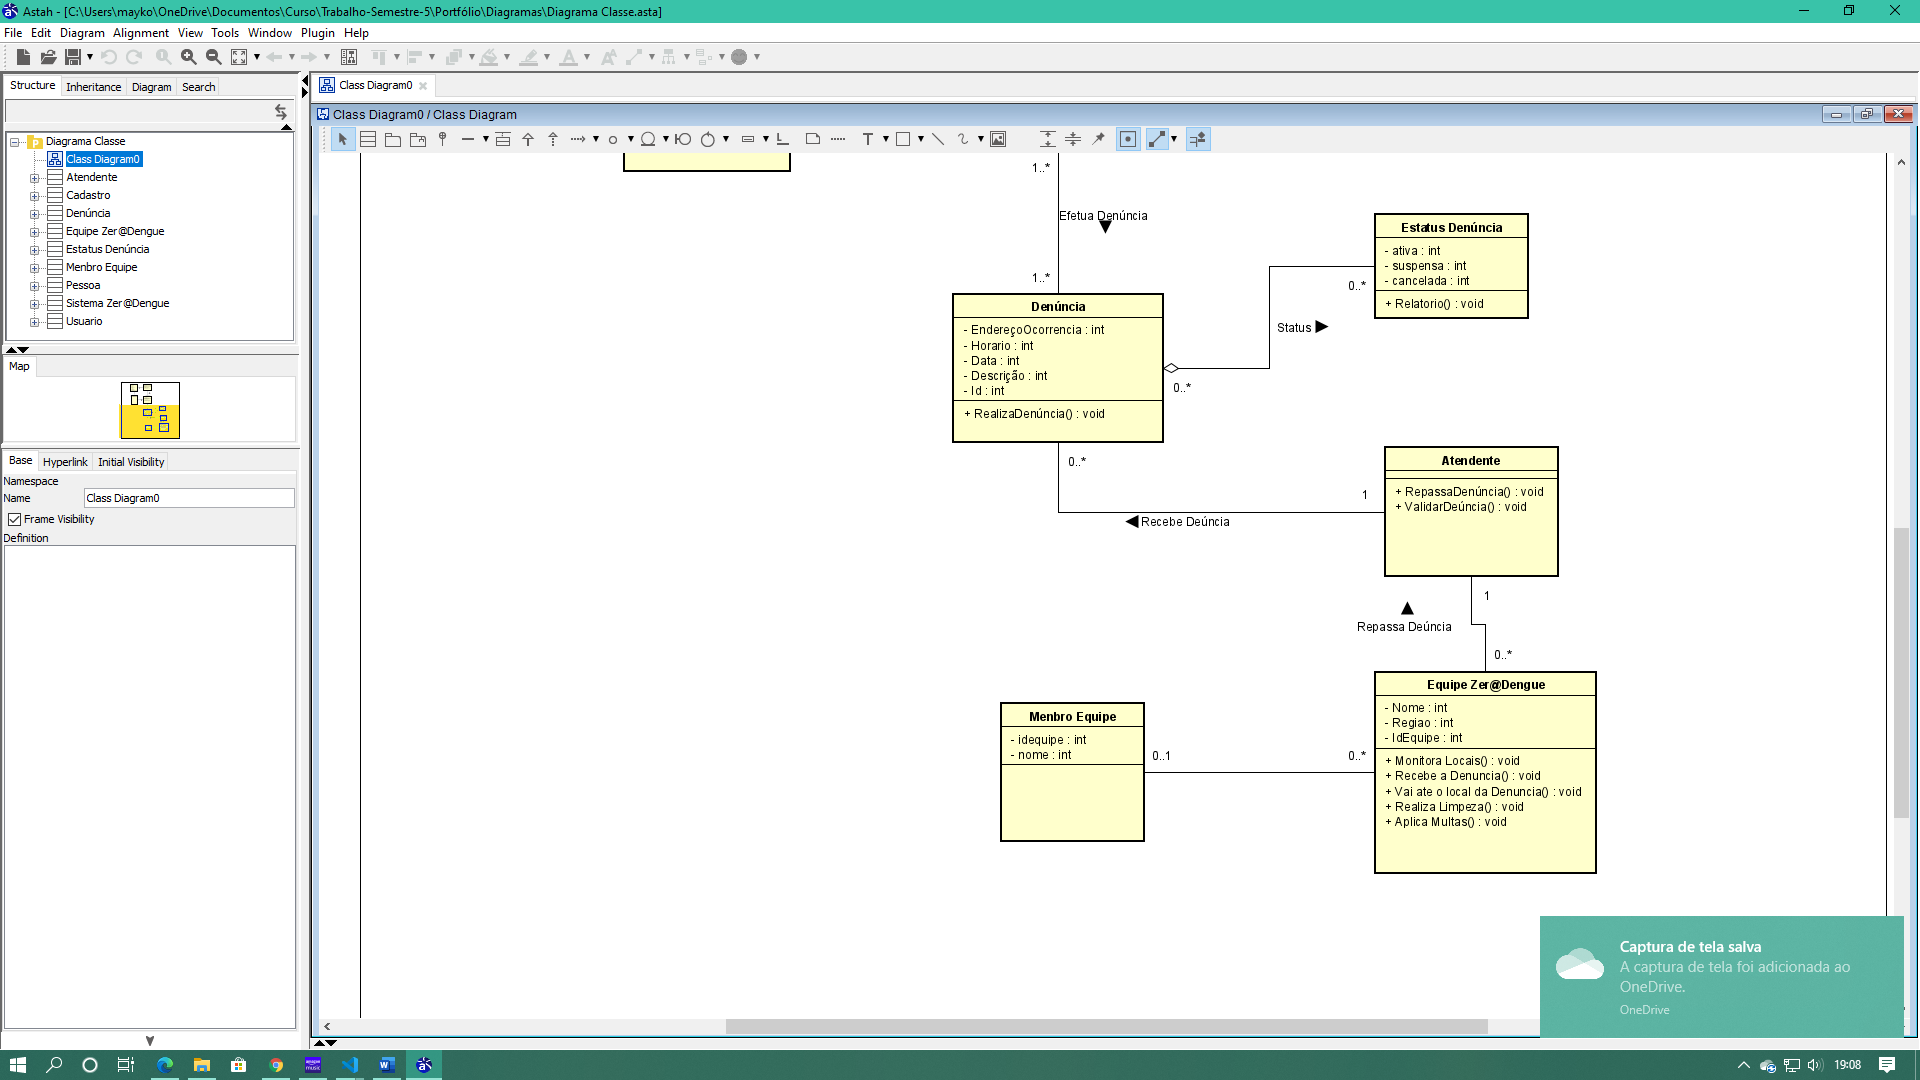 Astah - [C:\Users\mayko\OneDrive\Documentos\Curso\Trabalho-Semestre-5\Portfólio\Diagramas\Diagrama Classe.asta]
File Edit Diagram Alignment View Tools Window Plugin Help
Structure Inheritance Diagram Search
Diagrama Classe
Class Diagram0
Atendente
Cadastro
Denúncia
Equipe Zer@Dengue
Estatus Denúncia
Menbro Equipe
Pessoa
Sistema Zer@Dengue
Usuario
Map
Base Hyperlink Initial Visibility
Namespace
Name Class Diagram0
Frame Visibility
Definition
Class Diagram0
Class Diagram0 / Class Diagram
1..*
Efetua Denúncia
1..*
Denúncia
- EndereçoOcorrencia : int
- Horario : int
- Data : int
- Descrição : int
- Id : int
+ RealizaDenúncia() : void
Estatus Denúncia
- ativa : int
- suspensa : int
- cancelada : int
+ Relatorio() : void
0..*
Status
0..*
0..*
1
Recebe Deúncia
Atendente
+ RepassaDenúncia() : void
+ ValidarDeúncia() : void
1
Repassa Deúncia
0..*
Equipe Zer@Dengue
- Nome : int
- Regiao : int
- IdEquipe : int
+ Monitora Locais() : void
+ Recebe a Denuncia() : void
+ Vai ate o local da Denuncia() : void
+ Realiza Limpeza() : void
+ Aplica Multas() : void
Menbro Equipe
- idequipe : int
- nome : int
0..1
0..*
Captura de tela salva
A captura de tela foi adicionada ao
OneDrive.
OneDrive
19:08